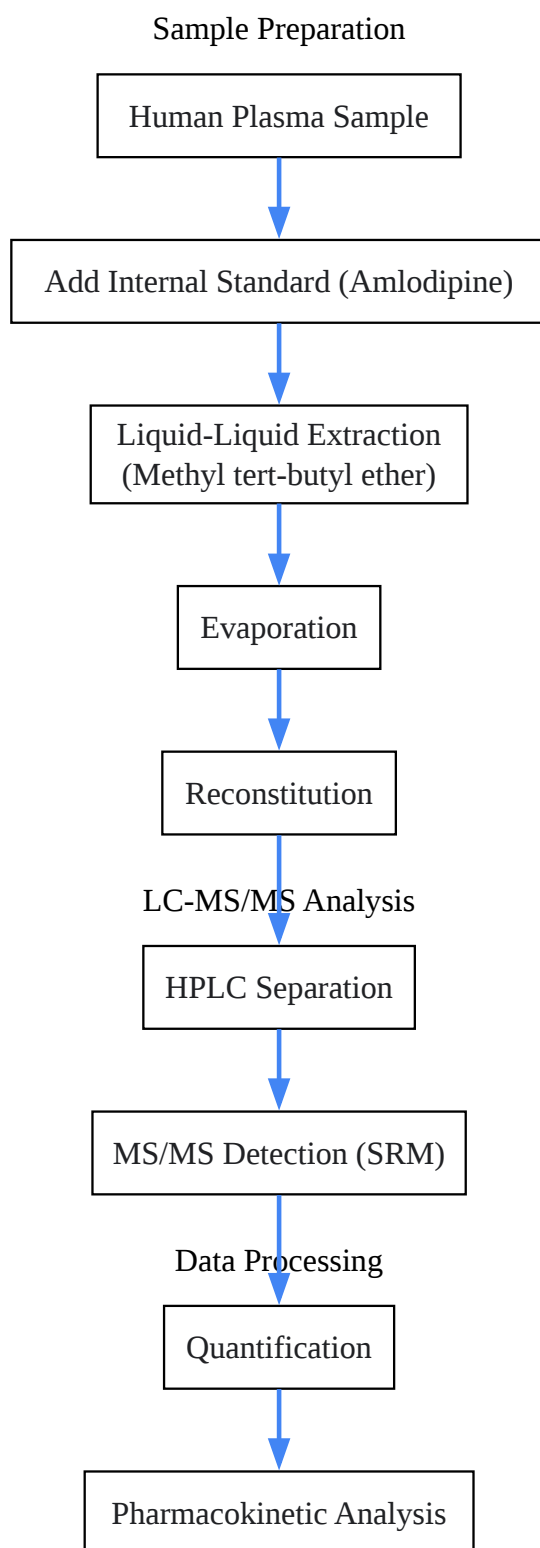 Sample Preparation
Human Plasma Sample
Add Internal Standard (Amlodipine)
Liquid-Liquid Extraction
(Methyl tert-butyl ether)
Evaporation
Reconstitution
LC-MS/MS Analysis
HPLC Separation
MS/MS Detection (SRM)
Data Processing
Quantification
Pharmacokinetic Analysis